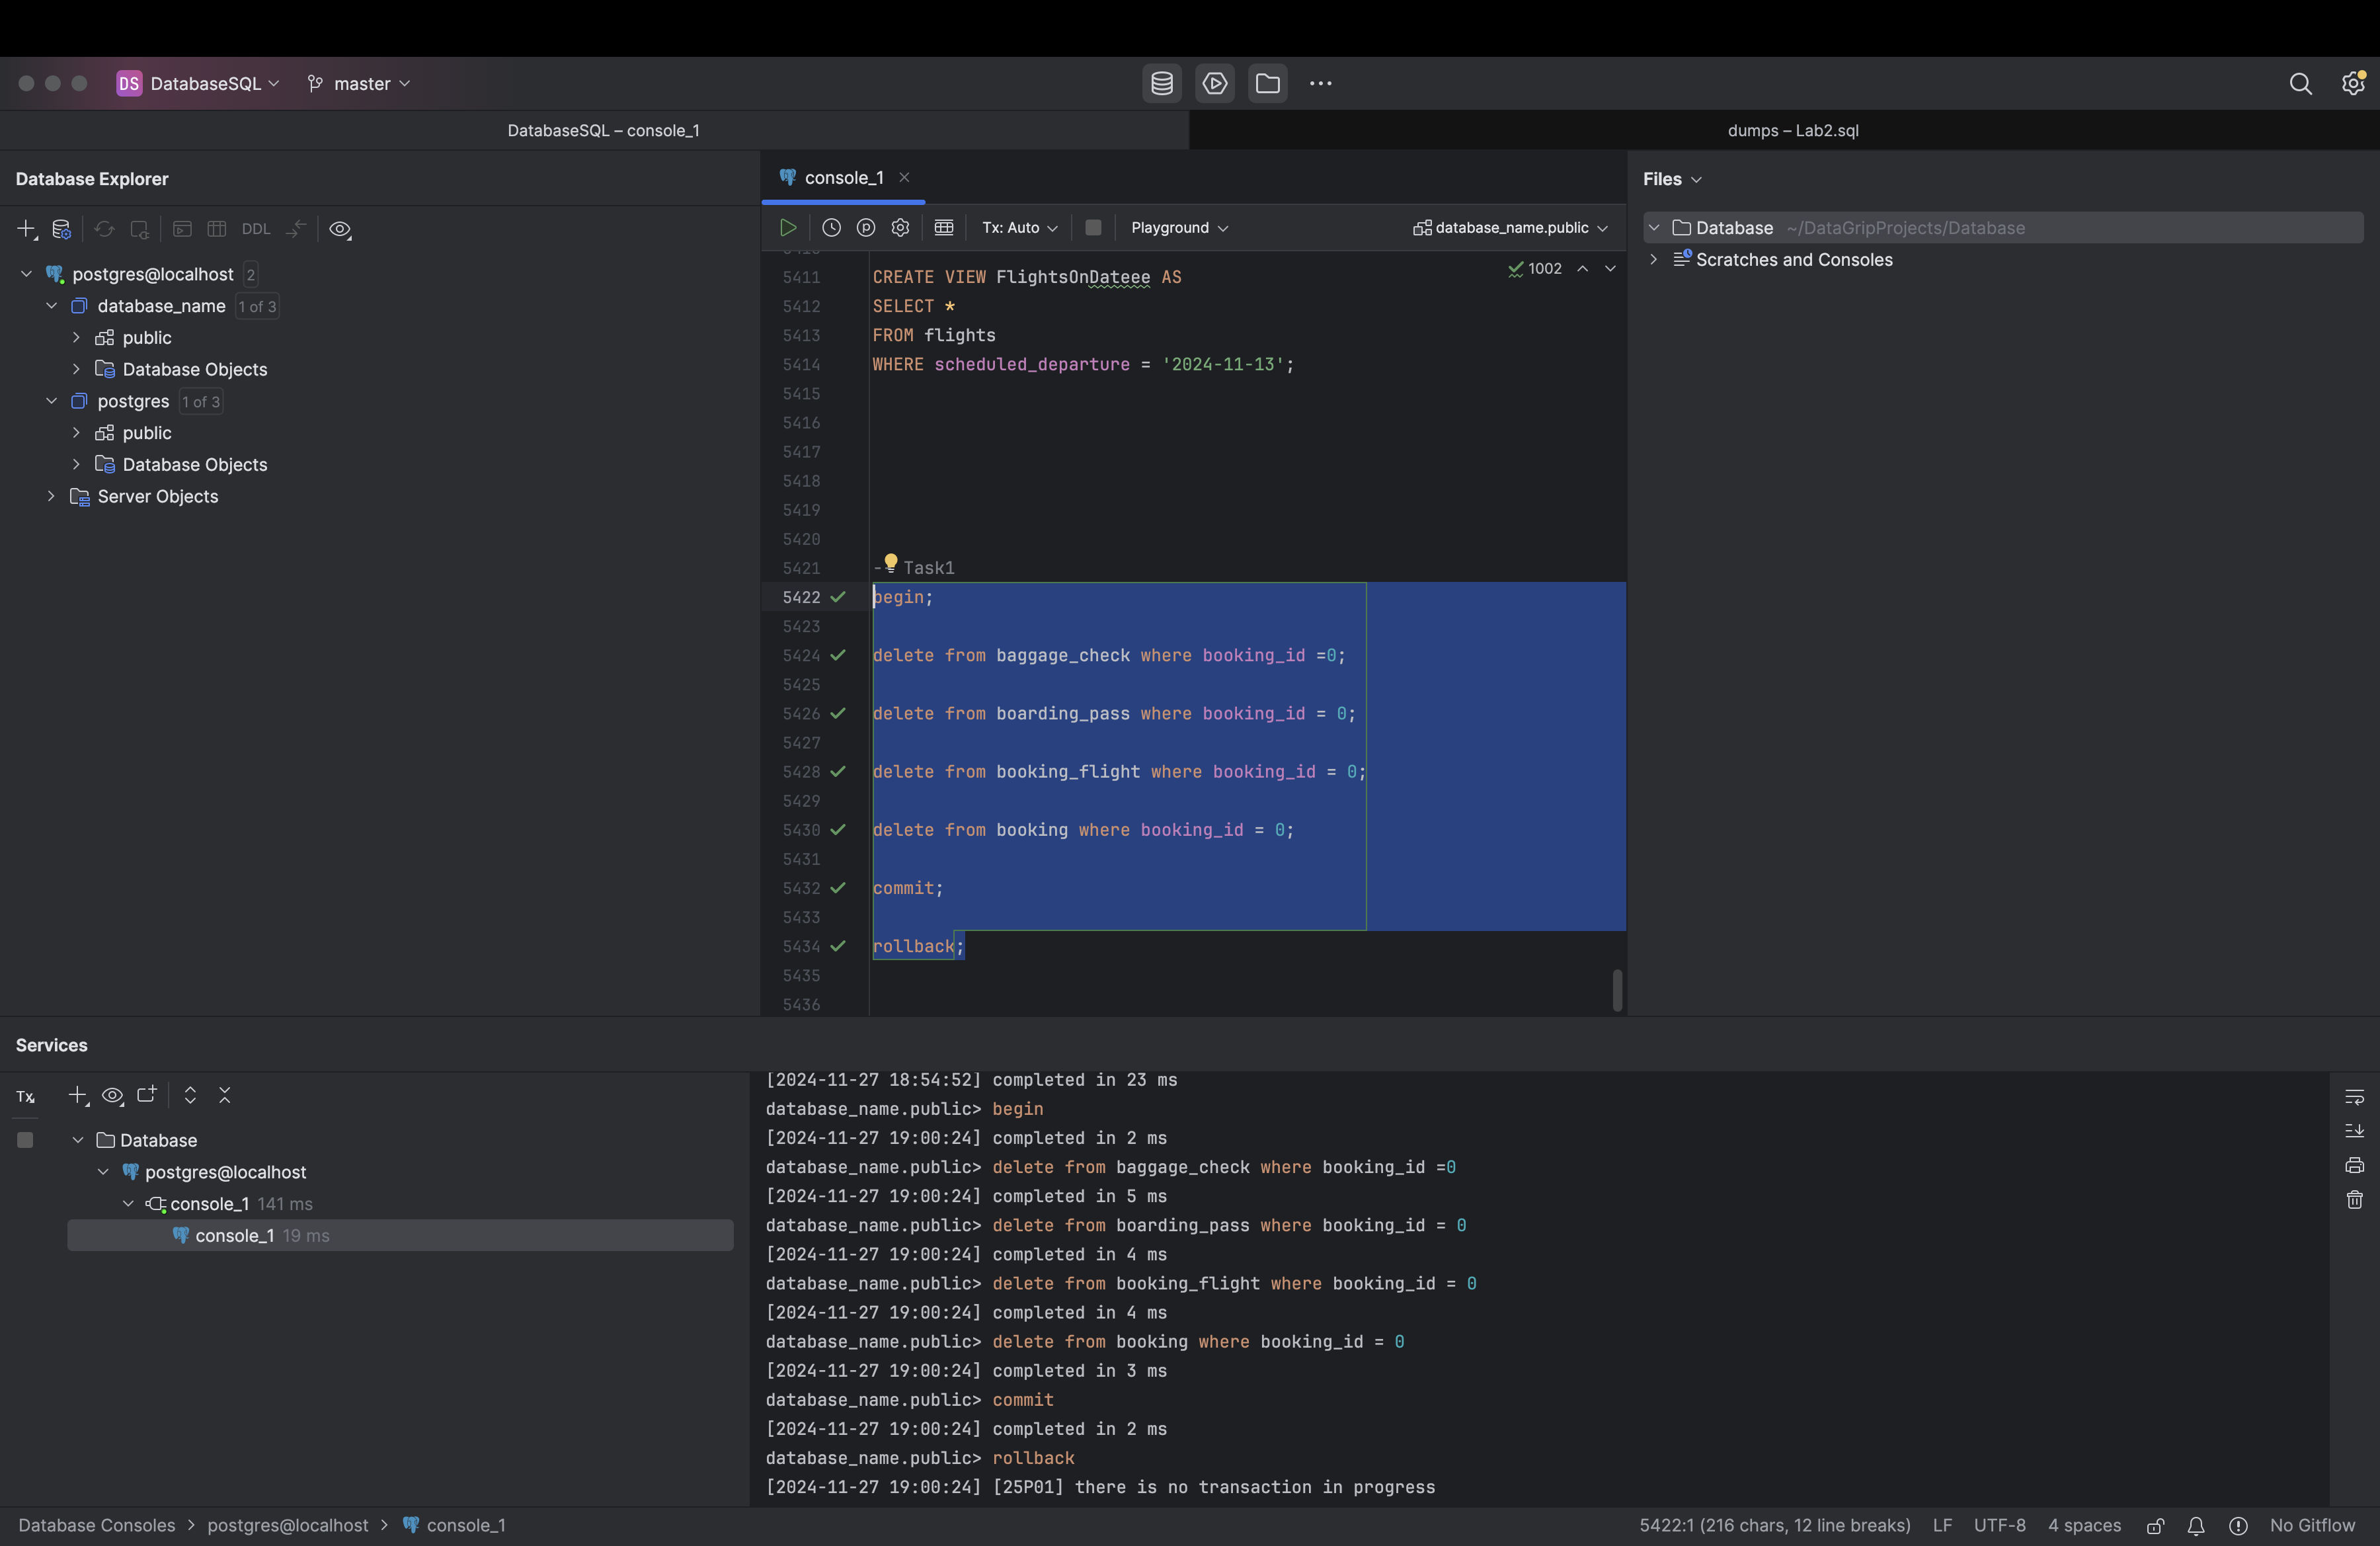 DS DatabaseSQL master
DatabaseSQL – console_1
dumps – Lab2.sql
Database Explorer
DDL
postgres@localhost 2
database_name 1 of 3
public
Database Objects
postgres 1 of 3
public
Database Objects
Server Objects
console_1
Tx: Auto Playground database_name.public
1002
5411 CREATE VIEW FlightsOnDateee AS
5412 SELECT *
5413 FROM flights
5414 WHERE scheduled_departure = '2024-11-13';
5415
5416
5417
5418
5419
5420
5421 - Task1
5422 begin;
5423
5424 delete from baggage_check where booking_id =0;
5425
5426 delete from boarding_pass where booking_id = 0;
5427
5428 delete from booking_flight where booking_id = 0;
5429
5430 delete from booking where booking_id = 0;
5431
5432 commit;
5433
5434 rollback;
5435
5436
Files
Database ~/DataGripProjects/Database
Scratches and Consoles
Services
Tx
Database
postgres@localhost
console_1 141 ms
console_1 19 ms
[2024-11-27 18:54:52] completed in 23 ms
database_name.public> begin
[2024-11-27 19:00:24] completed in 2 ms
database_name.public> delete from baggage_check where booking_id =0
[2024-11-27 19:00:24] completed in 5 ms
database_name.public> delete from boarding_pass where booking_id = 0
[2024-11-27 19:00:24] completed in 4 ms
database_name.public> delete from booking_flight where booking_id = 0
[2024-11-27 19:00:24] completed in 4 ms
database_name.public> delete from booking where booking_id = 0
[2024-11-27 19:00:24] completed in 3 ms
database_name.public> commit
[2024-11-27 19:00:24] completed in 2 ms
database_name.public> rollback
[2024-11-27 19:00:24] [25P01] there is no transaction in progress
Database Consoles > postgres@localhost > console_1
5422:1 (216 chars, 12 line breaks) LF UTF-8 4 spaces No Gitflow